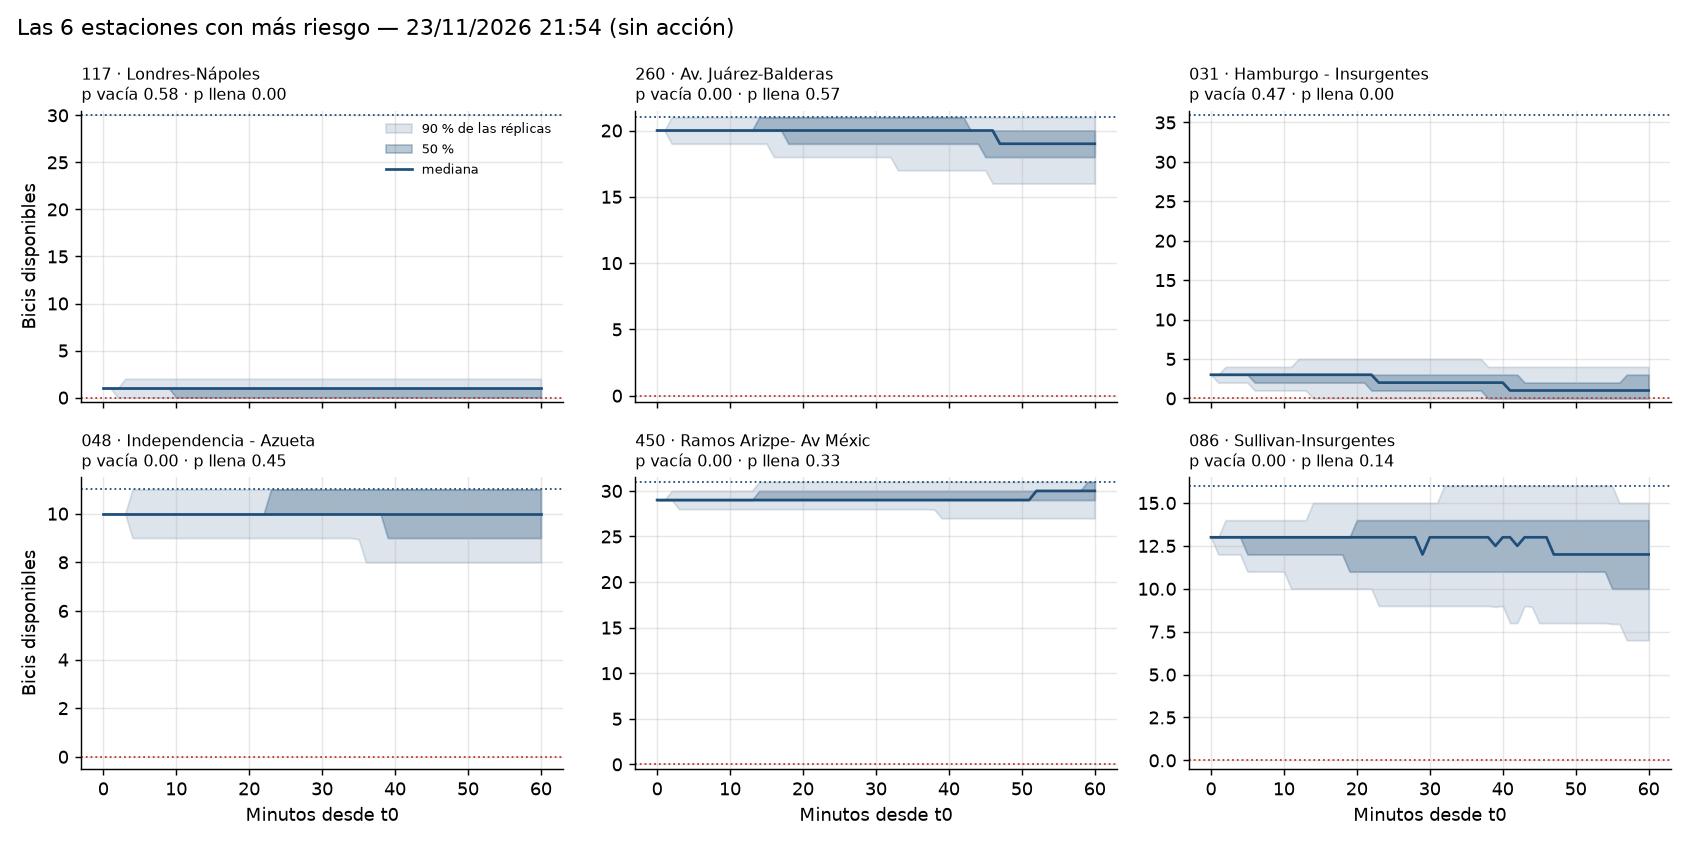 Las 6 estaciones con más riesgo — 23/11/2026 21:54 (sin acción)
117 · Londres-Nápoles
p vacía 0.58 · p llena 0.00
30
25
20
15
10
5
0
Bicis disponibles
90 % de las réplicas
50 %
mediana
260 · Av. Juárez-Balderas
p vacía 0.00 · p llena 0.57
20
15
10
5
0
031 · Hamburgo - Insurgentes
p vacía 0.47 · p llena 0.00
35
30
25
20
15
10
5
0
048 · Independencia - Azueta
p vacía 0.00 · p llena 0.45
10
8
6
4
2
0
Bicis disponibles
0 10 20 30 40 50 60
Minutos desde t0
450 · Ramos Arizpe- Av Méxic
p vacía 0.00 · p llena 0.33
30
25
20
15
10
5
0
0 10 20 30 40 50 60
Minutos desde t0
086 · Sullivan-Insurgentes
p vacía 0.00 · p llena 0.14
15.0
12.5
10.0
7.5
5.0
2.5
0.0
0 10 20 30 40 50 60
Minutos desde t0